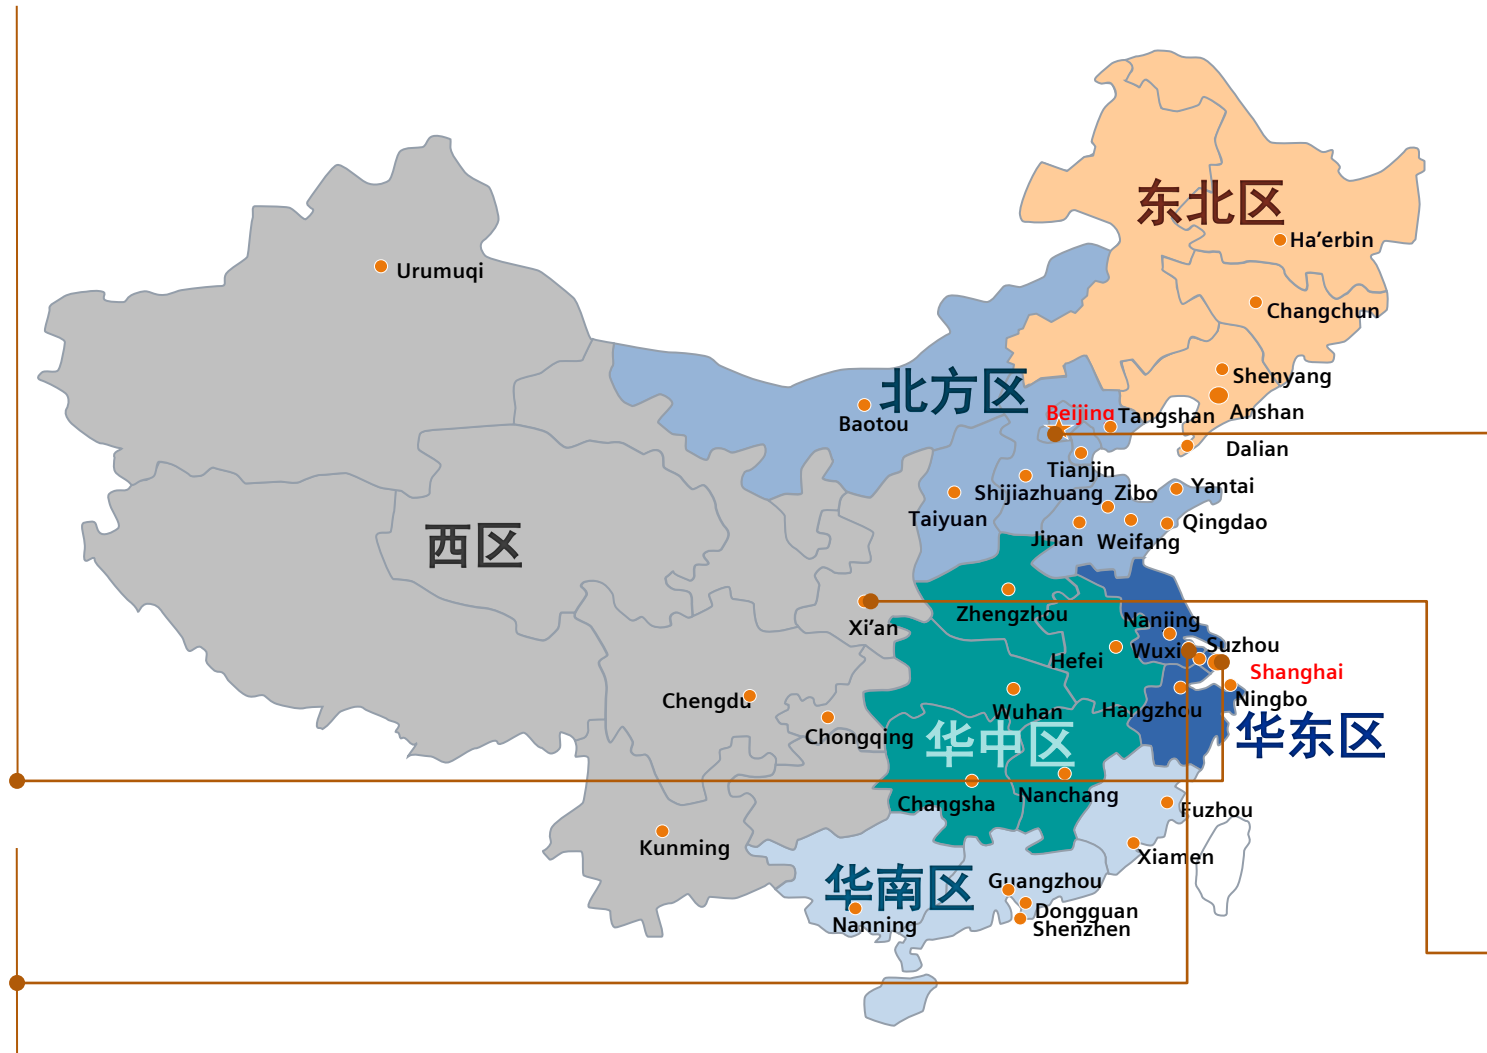 东北区
Ha’erbin
Urumuqi
Changchun
Shenyang
北方区
Beijing
Tangshan
Anshan
Baotou
Dalian
Tianjin
Shijiazhuang
Zibo
Yantai
Taiyuan
Qingdao
Jinan
Weifang
西区
Zhengzhou
Nanjing
Xi’an
Wuxi
Suzhou
Hefei
Shanghai
Chengdu
Ningbo
Wuhan
Hangzhou
Chongqing
华中区
华东区
Nanchang
Changsha
Fuzhou
Kunming
Xiamen
华南区
Guangzhou
Dongguan
Nanning
Shenzhen